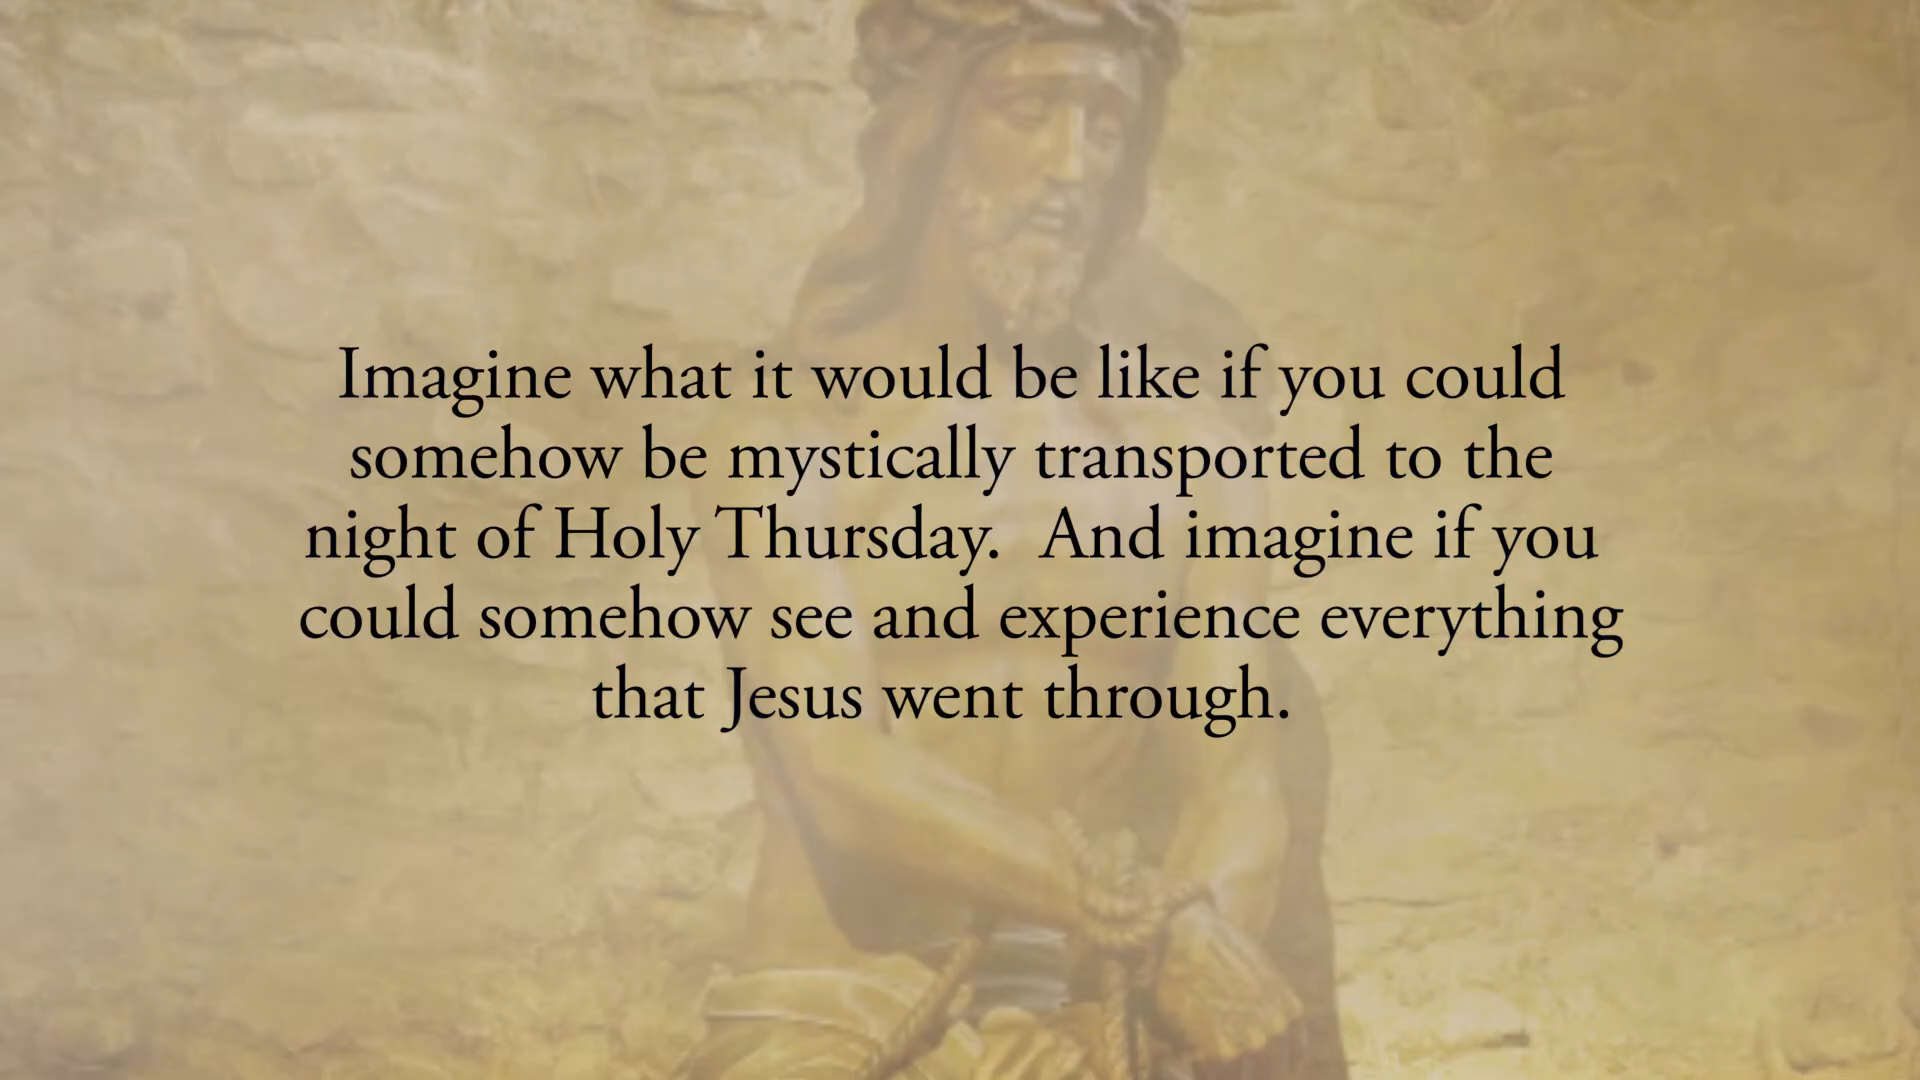 Imagine what it would be like if you could
somehow be mystically transported to the
night of Holy Thursday.  And imagine if you
could somehow see and experience everything
that Jesus went through.